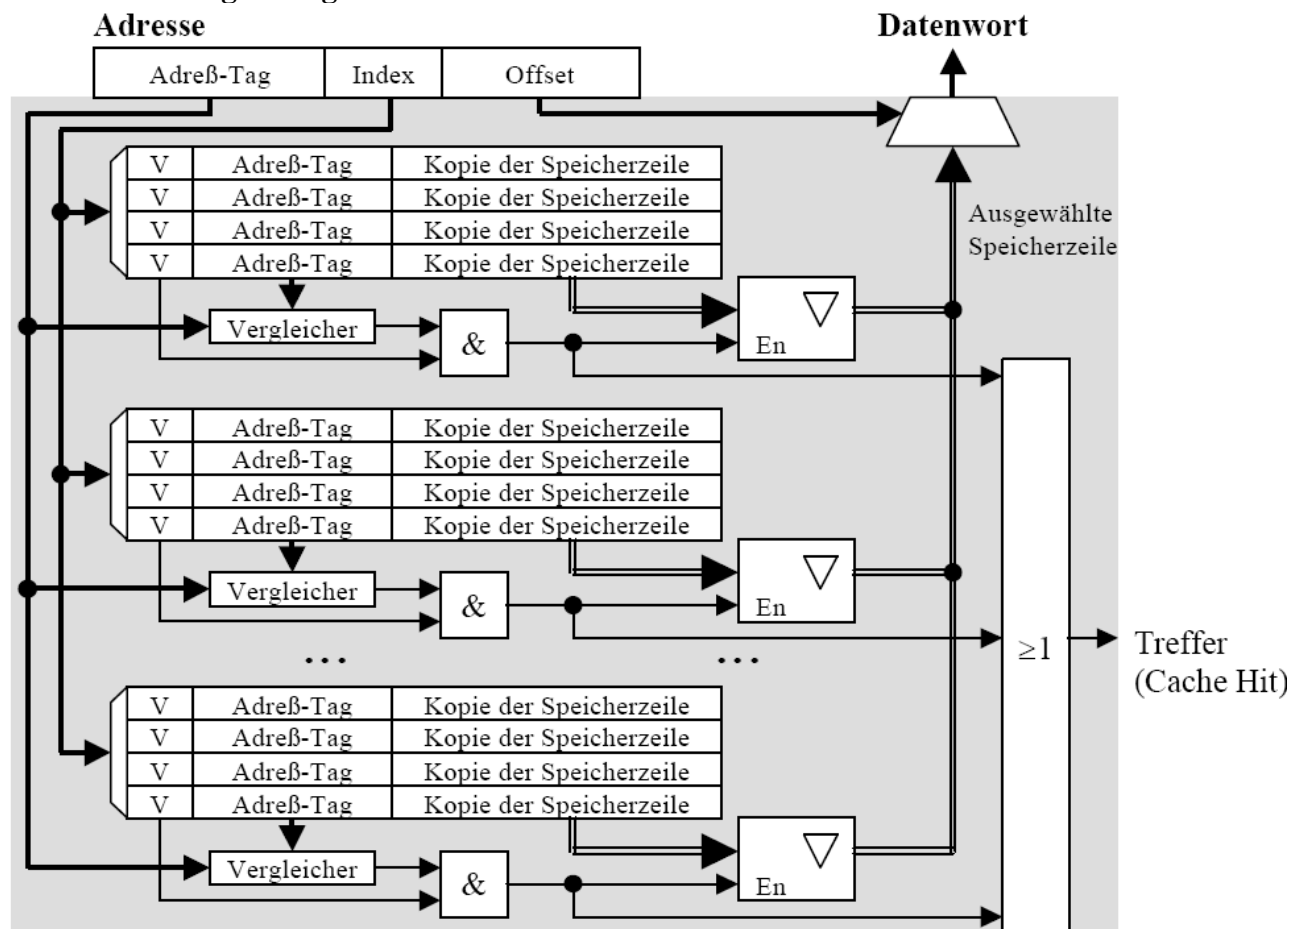 Adresse
Datenwort
Adreß-Tag Index Offset
V Adreß-Tag Kopie der Speicherzeile
V Adreß-Tag Kopie der Speicherzeile
V Adreß-Tag Kopie der Speicherzeile
V Adreß-Tag Kopie der Speicherzeile
Ausgewählte
Speicherzeile
Vergleicher & En
V Adreß-Tag Kopie der Speicherzeile
V Adreß-Tag Kopie der Speicherzeile
V Adreß-Tag Kopie der Speicherzeile
V Adreß-Tag Kopie der Speicherzeile
Vergleicher & En
... ...
≥1
Treffer
(Cache Hit)
V Adreß-Tag Kopie der Speicherzeile
V Adreß-Tag Kopie der Speicherzeile
V Adreß-Tag Kopie der Speicherzeile
V Adreß-Tag Kopie der Speicherzeile
Vergleicher & En